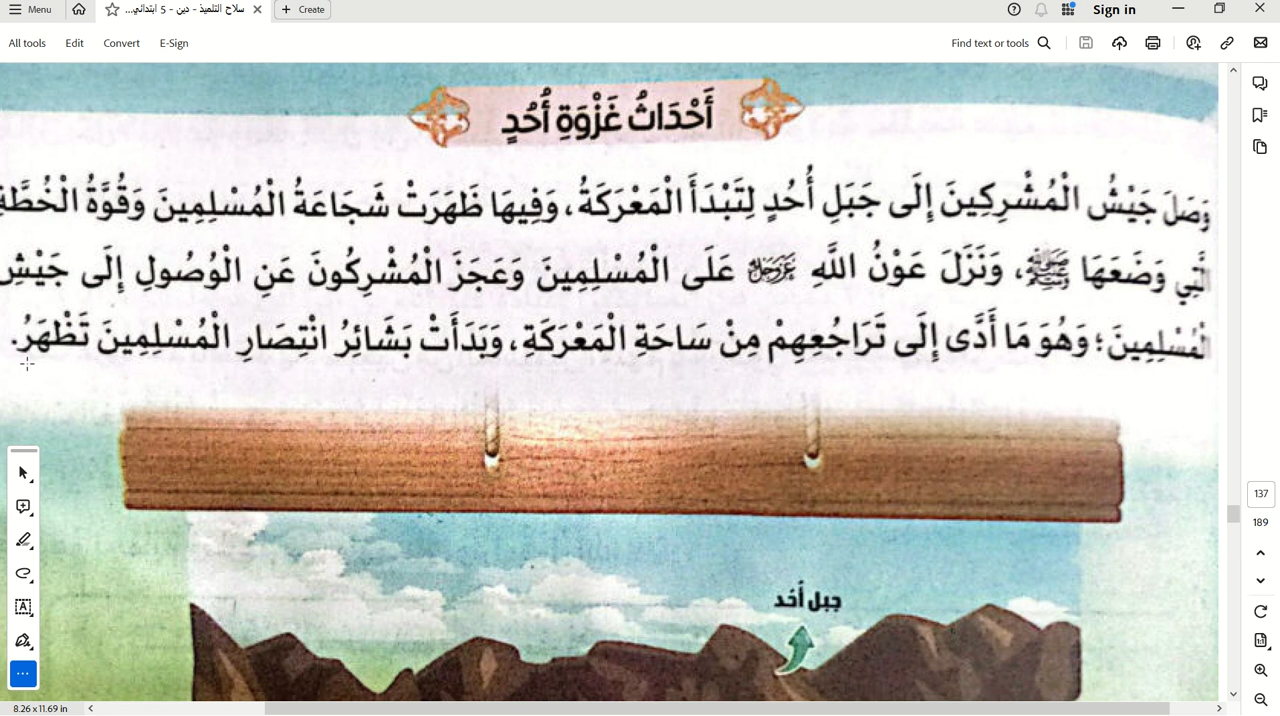 Menu
سلاح التلميذ - دين - 5 ابتدائي...
Create
Sign in
All tools
Edit
Convert
E-Sign
Find text or tools
أَحْدَاثُ غَزْوَةِ أُحُدٍ
وَصَلَ جَيْشُ الْمُشْرِكِينَ إِلَى جَبَلِ أُحُدٍ لِتَبْدَأَ الْمَعْرَكَةُ، وَفِيهَا ظَهَرَتْ شَجَاعَةُ الْمُسْلِمِينَ وَقُوَّةُ الْخُطَّةِ
الَّتِي وَضَعَهَا ﷺ، وَنَزَلَ عَوْنُ اللَّهِ عَزَّوَجَلَّ عَلَى الْمُسْلِمِينَ وَعَجَزَ الْمُشْرِكُونَ عَنِ الْوُصُولِ إِلَى جَيْشِ
الْمُسْلِمِينَ؛ وَهُوَ مَا أَدَّى إِلَى تَرَاجُعِهِمْ مِنْ سَاحَةِ الْمَعْرَكَةِ، وَبَدَأَتْ بَشَائِرُ انْتِصَارِ الْمُسْلِمِينَ تَظْهَرُ.
جبل أُحد
137
189
8.26 x 11.69 in